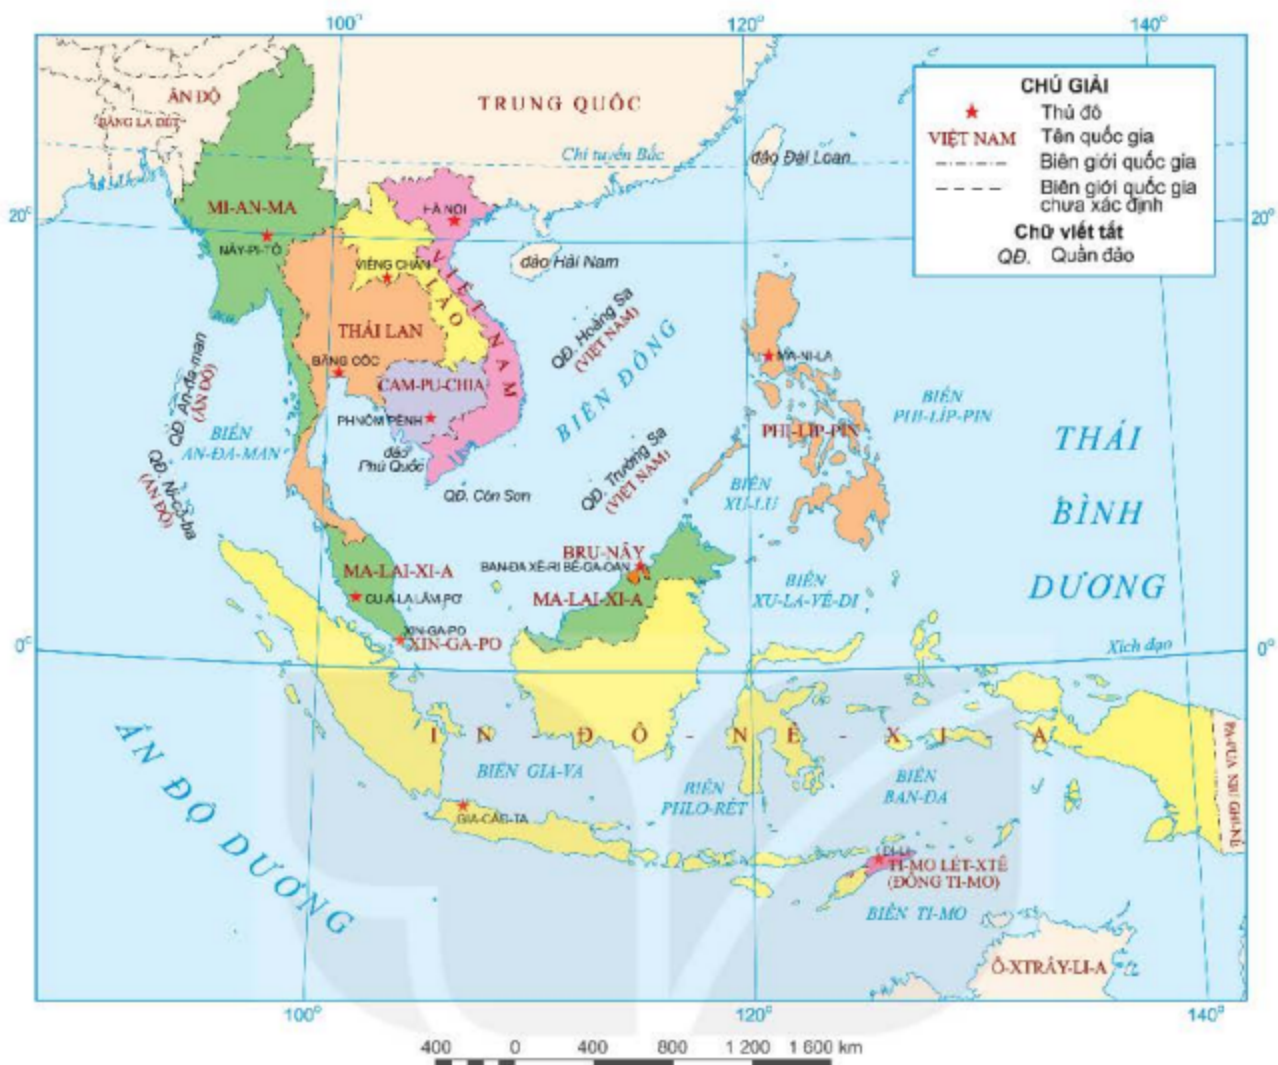 100°
120°
140°
CHÚ GIẢI
Thủ đô
VIỆT NAM Tên quốc gia
Biên giới quốc gia
Biên giới quốc gia
chưa xác định
Chữ viết tắt
QĐ. Quần đảo
ẤN ĐỘ
BĂNG LA ĐÉT
TRUNG QUỐC
Chí tuyến Bắc
đảo Đài Loan
20°
20°
MI-AN-MA
NÂY-PI-TÔ
HÀ NỘI
đảo Hải Nam
VIÊNG CHĂN
LÀO
VIỆT NAM
THÁI LAN
BĂNG CỐC
CAM-PU-CHIA
PHNÔM PÊNH
đảo
Phú Quốc
QĐ. Côn Sơn
QĐ. Hoàng Sa
(VIỆT NAM)
BIỂN ĐÔNG
QĐ. Trường Sa
(VIỆT NAM)
QĐ. An-đa-man
(ẤN ĐỘ)
BIỂN
AN-ĐA-MAN
QĐ. Ni-cô-ba
(ẤN ĐỘ)
MA-NI-LA
PHI-LÍP-PIN
BIỂN
PHI-LÍP-PIN
BIỂN
XU-LU
THÁI
BÌNH
DƯƠNG
BRU-NÂY
BAN-ĐA XÊ-RI BÊ-GA-OAN
MA-LAI-XI-A
MA-LAI-XI-A
CU-A-LA LĂM-PƠ
XIN-GA-PO
XIN-GA-PO
BIỂN
XU-LA-VÊ-DI
0°
Xích đạo
0°
IN-ĐÔ-NÊ-XI-A
BIỂN GIA-VA
BIỂN
PHLO-RÉT
BIỂN
BAN-ĐA
PA-PUA NIU GHI-NÊ
ẤN ĐỘ DƯƠNG
GIA-CÁC-TA
ĐI-LI
TI-MO LÉT-XTÊ
(ĐÔNG TI-MO)
BIỂN TI-MO
Ô-XTRÂY-LI-A
100°
120°
140°
400 0 400 800 1 200 1 600 km